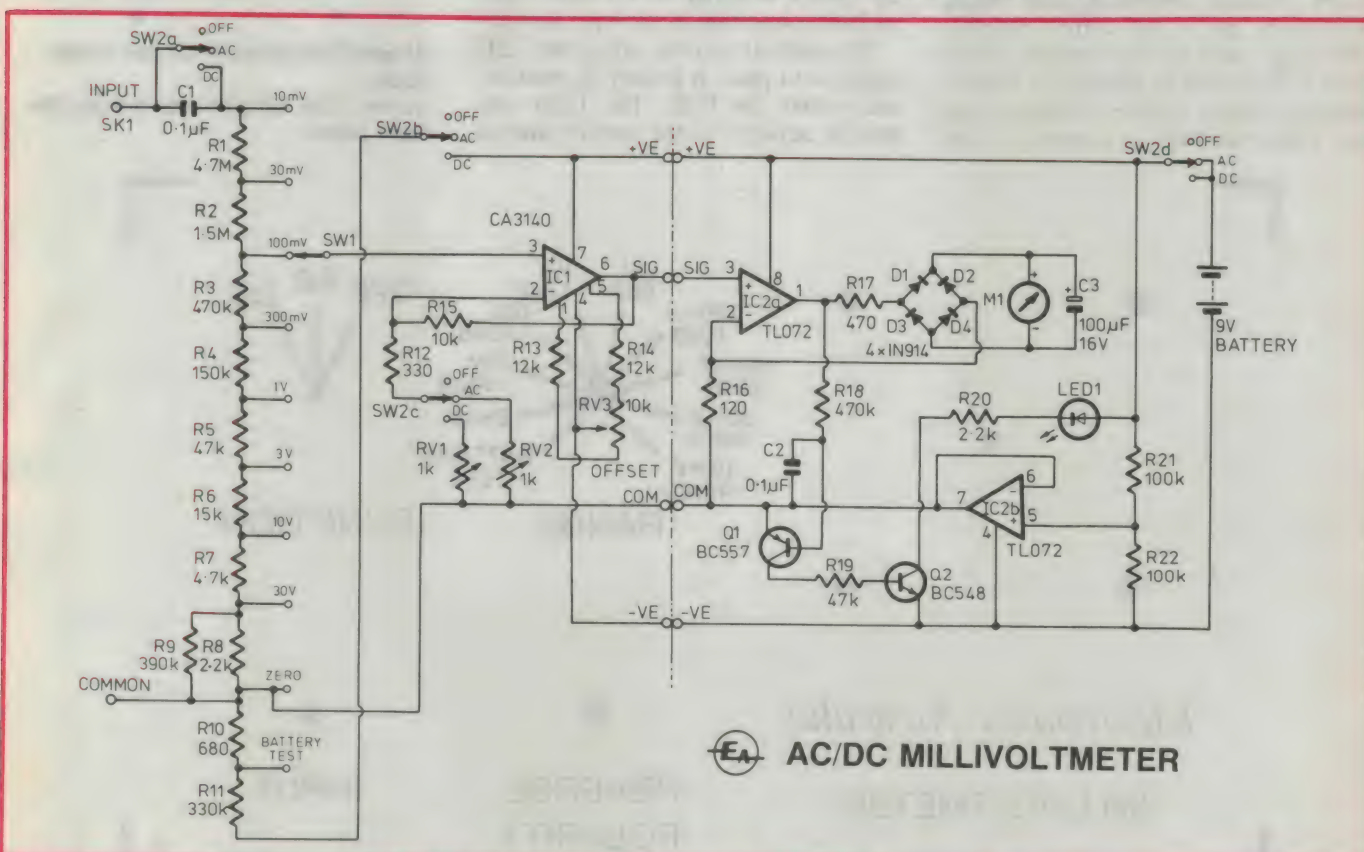 SW2a
OFF
AC
DC
INPUT
SK1
C1
0·1µF
10mV
R1
4·7M
30mV
R2
1·5M
100mV
SW1
R3
470k
300mV
R4
150k
1V
R5
47k
3V
R6
15k
10V
R7
4·7k
30V
R9
390k
R8
2·2k
ZERO
COMMON
R10
680
BATTERY
TEST
R11
330k
SW2b
OFF
AC
DC
CA3140
3
+
IC1
2
-
7
6
5
1
4
R15
10k
R12
330
R13
12k
R14
12k
SW2c
OFF
AC
DC
10k
RV3
RV1
1k
RV2
1k
OFFSET
+VE
+VE
SIG
SIG
COM
COM
-VE
-VE
3
+
IC2a
2
-
8
1
TL072
R17
470
D1
D2
D3
D4
4×IN914
M1
+
-
C3
+
100µF
16V
R16
120
R18
470k
C2
0·1µF
Q1
BC557
R19
47k
Q2
BC548
R20
2·2k
LED1
7
IC2b
-
6
+
5
4
TL072
R21
100k
R22
100k
SW2d
OFF
AC
DC
9V
BATTERY
EA AC/DC MILLIVOLTMETER